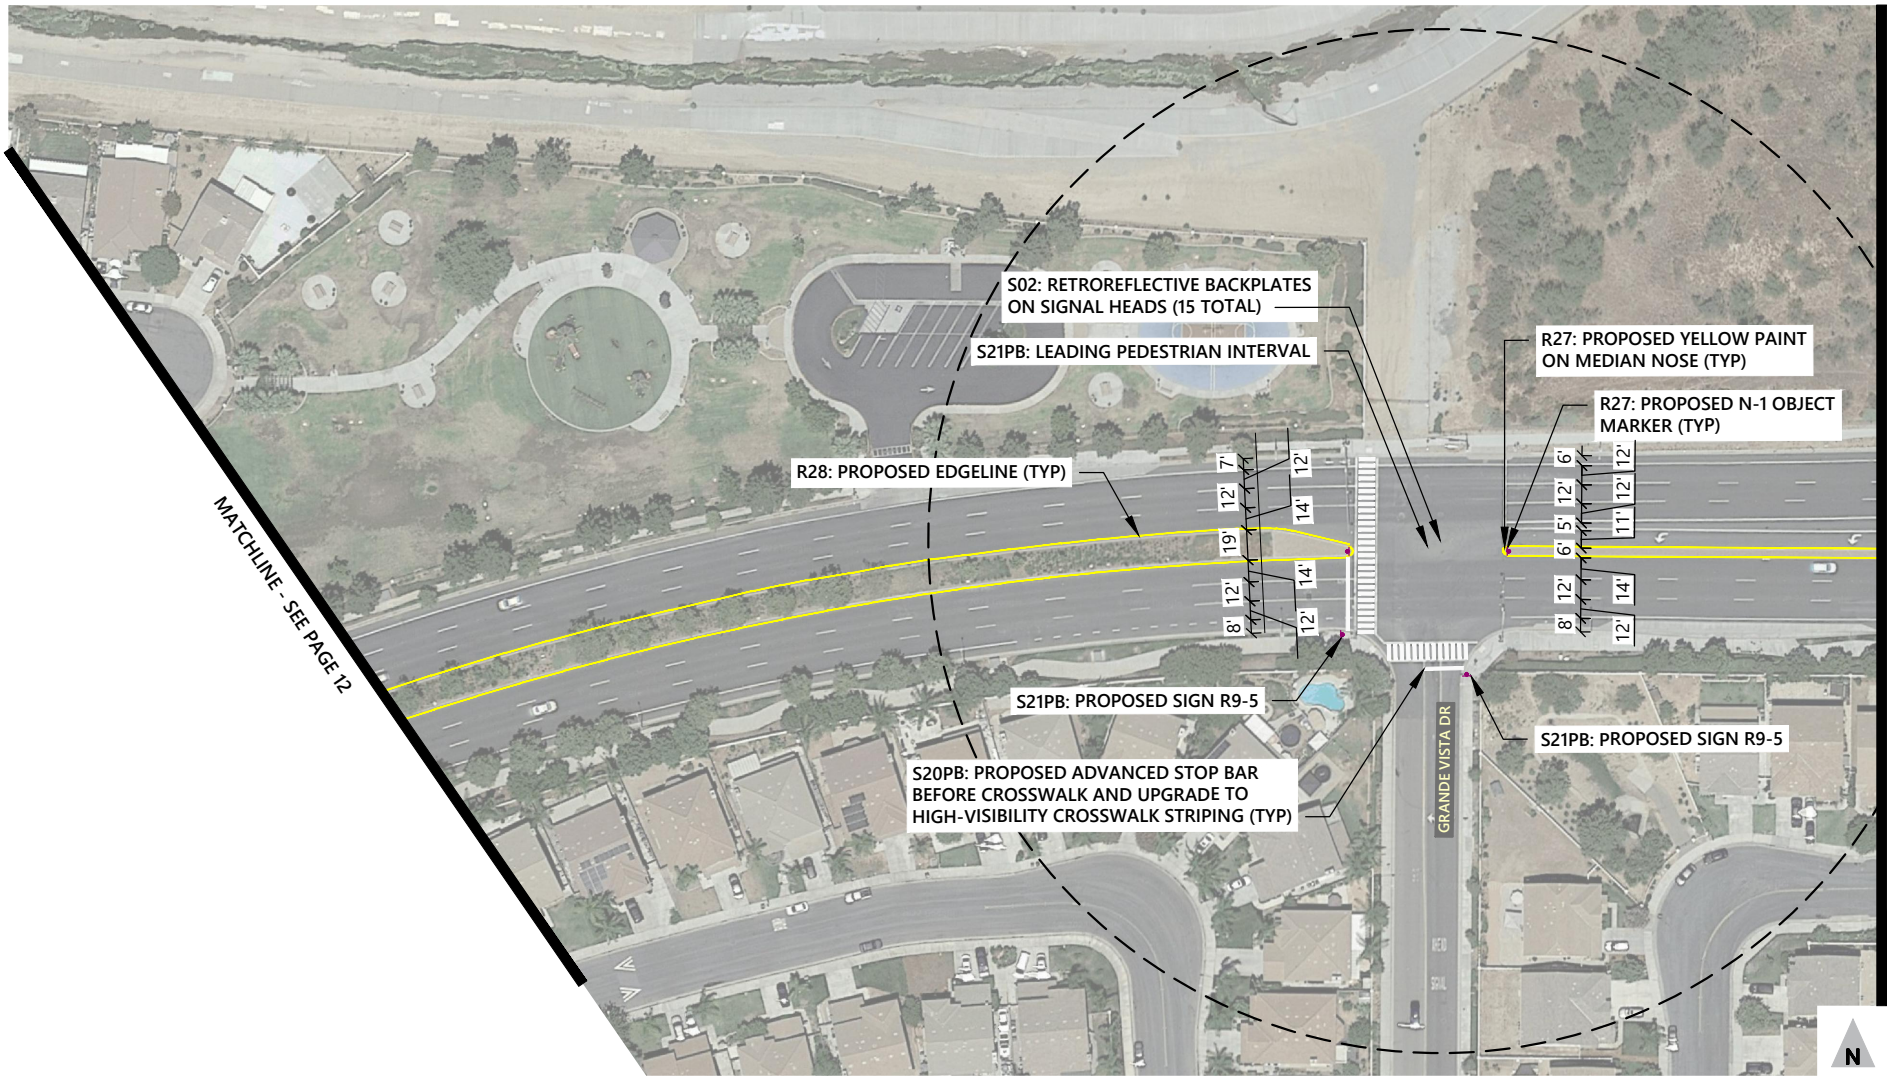 S02: RETROREFLECTIVE BACKPLATES
ON SIGNAL HEADS (15 TOTAL)
S21PB: LEADING PEDESTRIAN INTERVAL
R27: PROPOSED YELLOW PAINT
ON MEDIAN NOSE (TYP)
R27: PROPOSED N-1 OBJECT
MARKER (TYP)
R28: PROPOSED EDGELINE (TYP)
7'
12'
12'
14'
19'
14'
12'
12'
8'
6'
12'
12'
12'
5'
11'
6'
12'
14'
8'
12'
MATCHLINE - SEE PAGE 12
S21PB: PROPOSED SIGN R9-5
S21PB: PROPOSED SIGN R9-5
S20PB: PROPOSED ADVANCED STOP BAR
BEFORE CROSSWALK AND UPGRADE TO
HIGH-VISIBILITY CROSSWALK STRIPING (TYP)
GRANDE VISTA DR
N